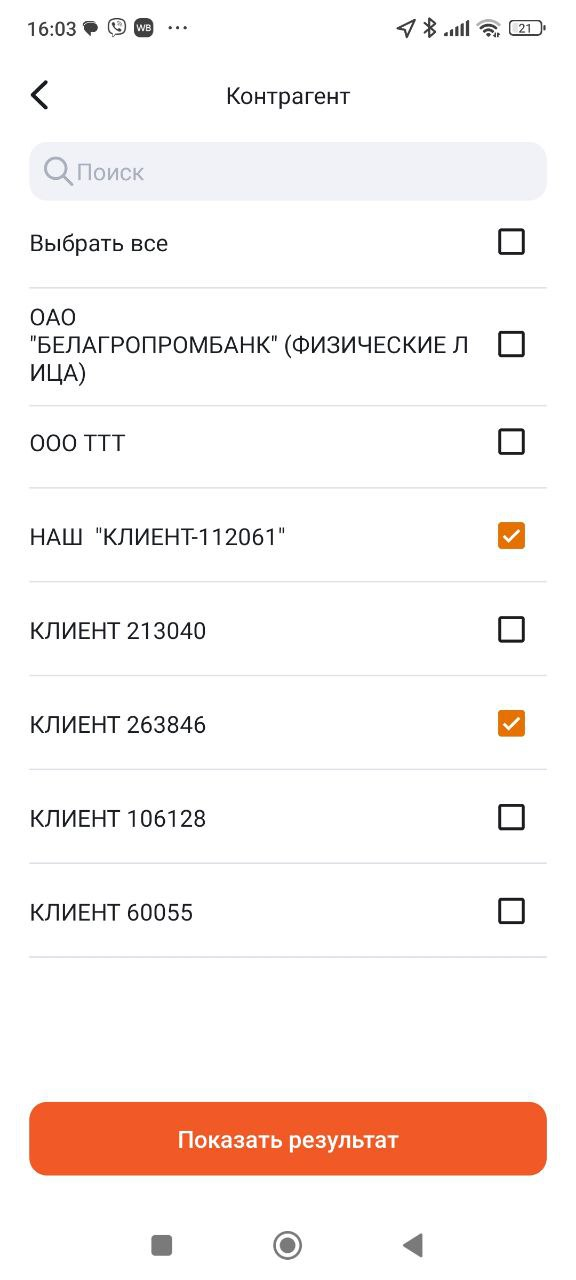 16:03 WB ... 21
Контрагент
Поиск
Выбрать все
ОАО
"БЕЛАГРОПРОМБАНК" (ФИЗИЧЕСКИЕ Л
ИЦА)
ООО ТТТ
НАШ  "КЛИЕНТ-112061"
КЛИЕНТ 213040
КЛИЕНТ 263846
КЛИЕНТ 106128
КЛИЕНТ 60055
Показать результат